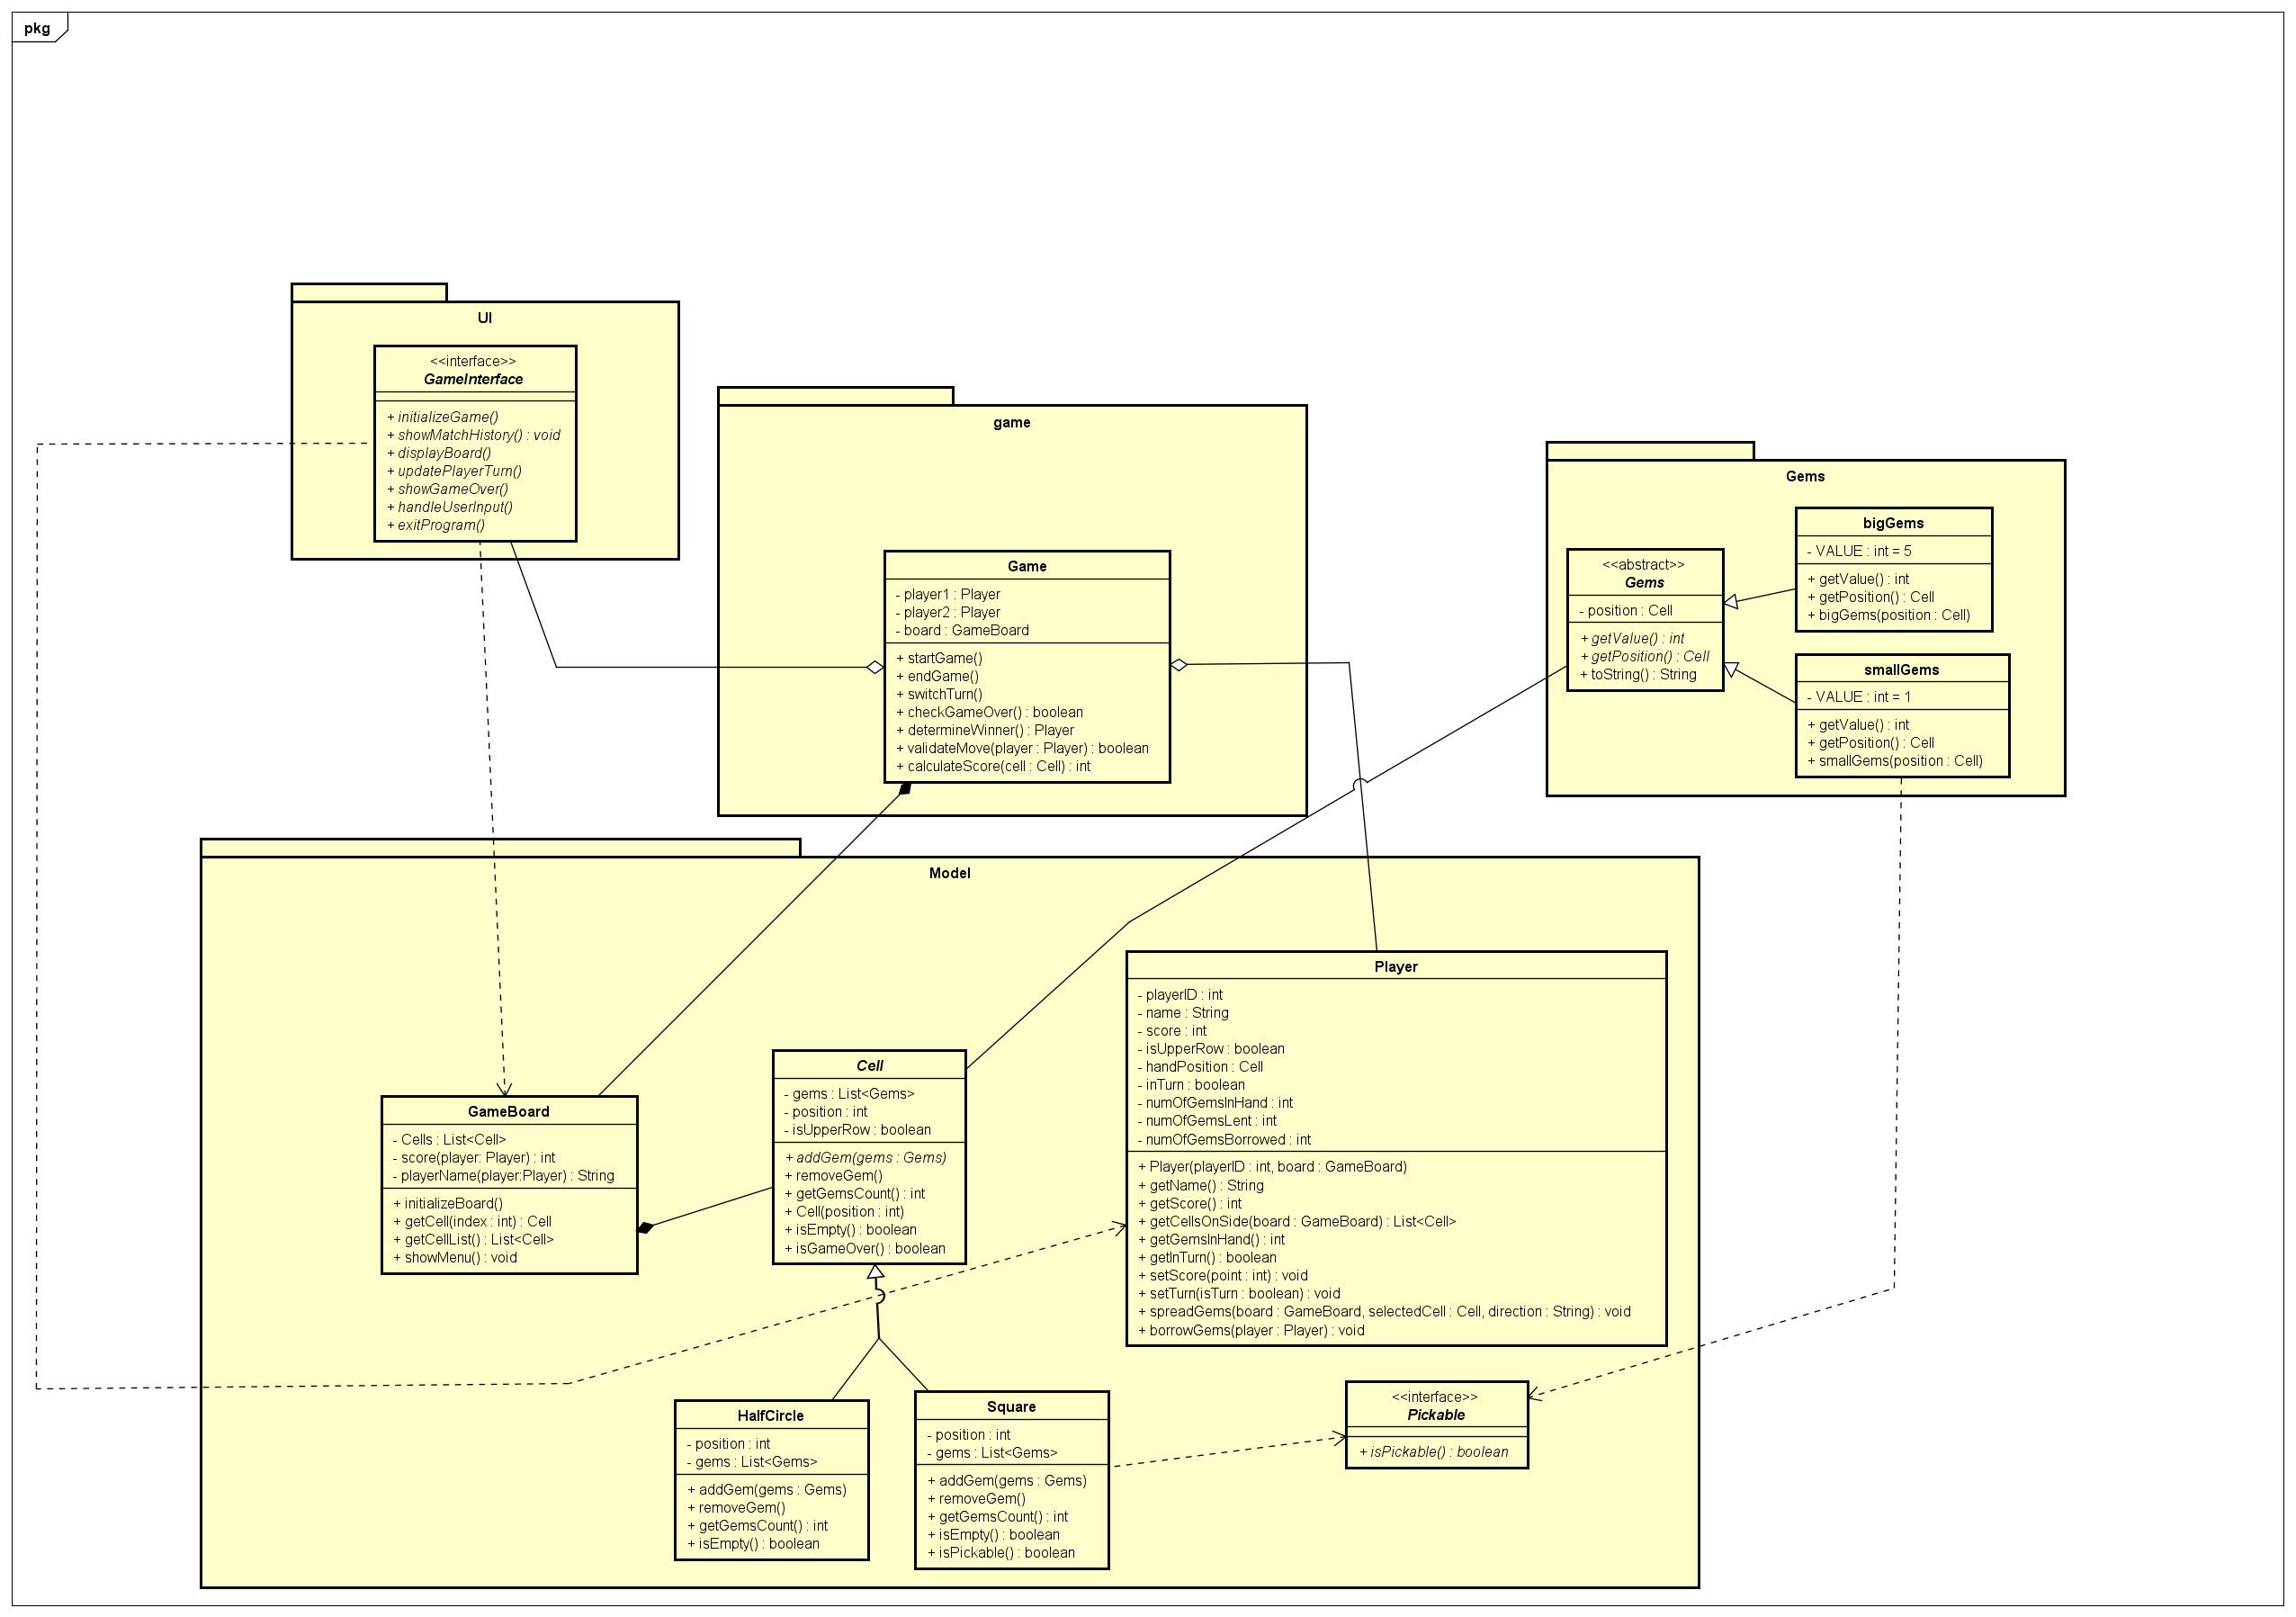 pkg
UI
<<interface>>
GameInterface
+ initializeGame()
+ showMatchHistory() : void
+ displayBoard()
+ updatePlayerTurn()
+ showGameOver()
+ handleUserInput()
+ exitProgram()
game
Game
- player1 : Player
- player2 : Player
- board : GameBoard
+ startGame()
+ endGame()
+ switchTurn()
+ checkGameOver() : boolean
+ determineWinner() : Player
+ validateMove(player : Player) : boolean
+ calculateScore(cell : Cell) : int
Gems
<<abstract>>
Gems
- position : Cell
+ getValue() : int
+ getPosition() : Cell
+ toString() : String
bigGems
- VALUE : int = 5
+ getValue() : int
+ getPosition() : Cell
+ bigGems(position : Cell)
smallGems
- VALUE : int = 1
+ getValue() : int
+ getPosition() : Cell
+ smallGems(position : Cell)
Model
GameBoard
- Cells : List<Cell>
- score(player: Player) : int
- playerName(player:Player) : String
+ initializeBoard()
+ getCell(index : int) : Cell
+ getCellList() : List<Cell>
+ showMenu() : void
Cell
- gems : List<Gems>
- position : int
- isUpperRow : boolean
+ addGem(gems : Gems)
+ removeGem()
+ getGemsCount() : int
+ Cell(position : int)
+ isEmpty() : boolean
+ isGameOver() : boolean
Player
- playerID : int
- name : String
- score : int
- isUpperRow : boolean
- handPosition : Cell
- inTurn : boolean
- numOfGemsInHand : int
- numOfGemsLent : int
- numOfGemsBorrowed : int
+ Player(playerID : int, board : GameBoard)
+ getName() : String
+ getScore() : int
+ getCellsOnSide(board : GameBoard) : List<Cell>
+ getGemsInHand() : int
+ getInTurn() : boolean
+ setScore(point : int) : void
+ setTurn(isTurn : boolean) : void
+ spreadGems(board : GameBoard, selectedCell : Cell, direction : String) : void
+ borrowGems(player : Player) : void
HalfCircle
- position : int
- gems : List<Gems>
+ addGem(gems : Gems)
+ removeGem()
+ getGemsCount() : int
+ isEmpty() : boolean
Square
- position : int
- gems : List<Gems>
+ addGem(gems : Gems)
+ removeGem()
+ getGemsCount() : int
+ isEmpty() : boolean
+ isPickable() : boolean
<<interface>>
Pickable
+ isPickable() : boolean